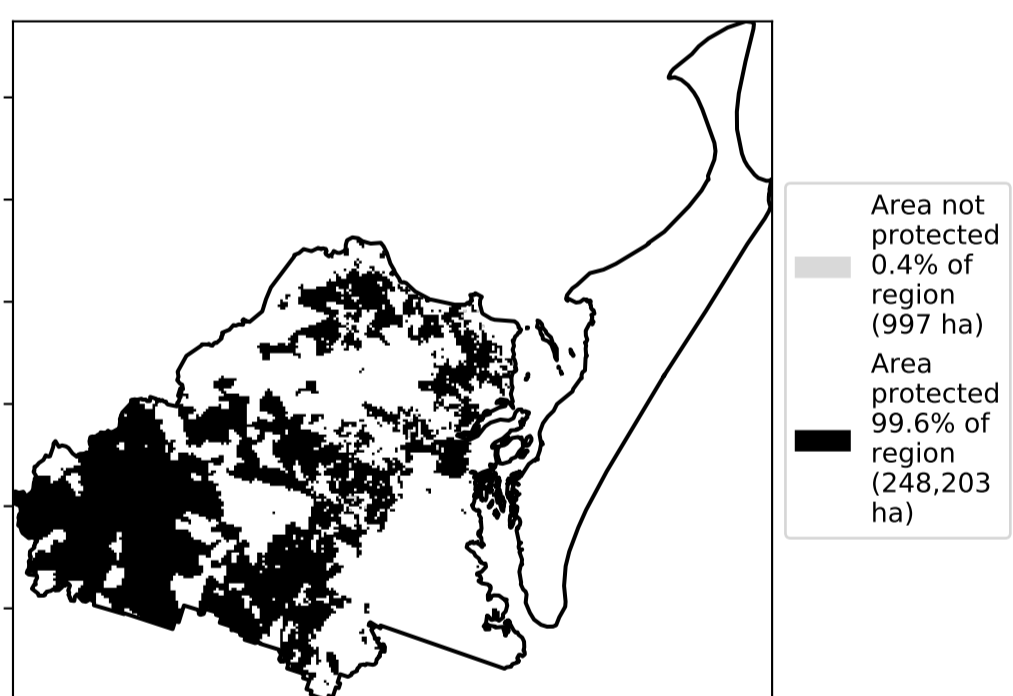 Area not
protected
0.4% of
region
(997 ha)
Area
protected
99.6% of
region
(248,203
ha)